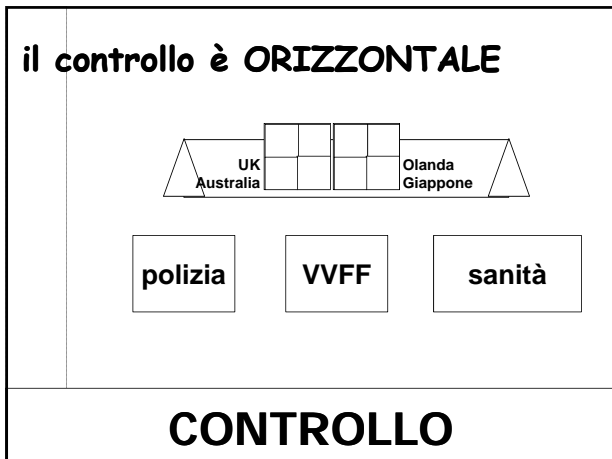 il controllo è ORIZZONTALE
UK
Australia
Olanda
Giappone
polizia
VVFF
sanità
CONTROLLO